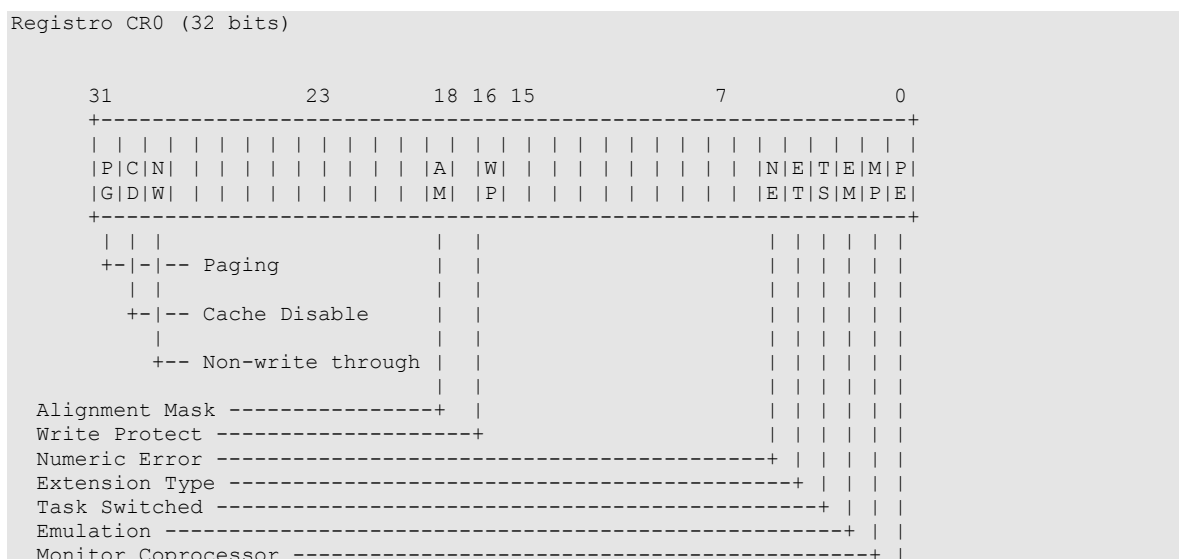 Registro CR0 (32 bits)
31                23        18 16 15              7             0
+---------------------------------------------------------------+
| | | | | | | | | | | | | | | | | | | | | | | | | | | | | | | | |
|P|C|N| | | | | | | | | | |A| |W| | | | | | | | | | |N|E|T|E|M|P|
|G|D|W| | | | | | | | | | |M| |P| | | | | | | | | | |E|T|S|M|P|E|
+---------------------------------------------------------------+
| | |                     |  |                      | | | | | |
+-|-|-- Paging            |  |                      | | | | | |
| |                     |  |                      | | | | | |
+-|-- Cache Disable     |  |                      | | | | | |
|                     |  |                      | | | | | |
+-- Non-write through |  |                      | | | | | |
|  |                      | | | | | |
Alignment Mask ----------------+  |                      | | | | | |
Write Protect --------------------+                      | | | | | |
Numeric Error -------------------------------------------+ | | | | |
Extension Type --------------------------------------------+ | | | |
Task Switched -----------------------------------------------+ | | |
Emulation -----------------------------------------------------+ | |
Monitor Coprocessor ---------------------------------------------+ |